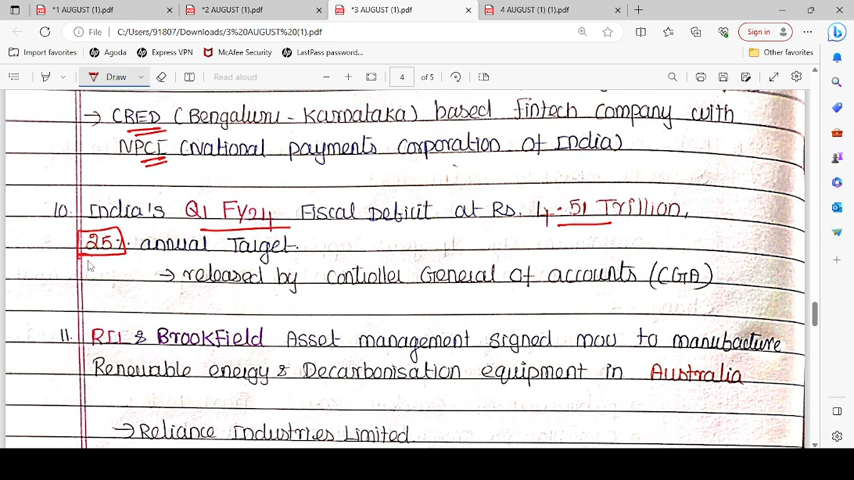 *1 AUGUST (1).pdf
*2 AUGUST (1).pdf
*3 AUGUST (1).pdf
4 AUGUST (1).pdf
File
C:/Users/91807/Downloads/3%20AUGUST%20(1).pdf
Sign in
Import favorites
Agoda
Express VPN
McAfee Security
LastPass password...
Other favorites
Draw
Read aloud
4 of 5
→ CRED (Bengaluru - Karnataka) based fintech company with
NPCI (National payments corporation of India)
10. India's Q1 FY24 Fiscal Deficit at Rs. 4.51 Trillion,
25% annual Target.
→ released by controller General of accounts (CGA)
11. RIL & Brookfield Asset management signed mou to manufacture
Renewable energy & Decarbonisation equipment in Australia
→ Reliance Industries Limited